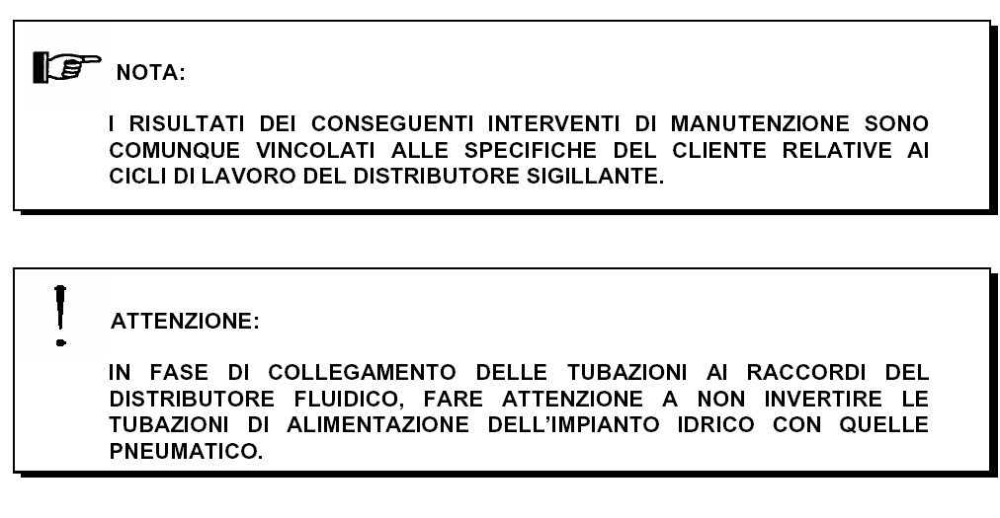 NOTA:
I RISULTATI DEI CONSEGUENTI INTERVENTI DI MANUTENZIONE SONO
COMUNQUE VINCOLATI ALLE SPECIFICHE DEL CLIENTE RELATIVE AI
CICLI DI LAVORO DEL DISTRIBUTORE SIGILLANTE.
ATTENZIONE:
IN FASE DI COLLEGAMENTO DELLE TUBAZIONI AI RACCORDI DEL
DISTRIBUTORE FLUIDICO, FARE ATTENZIONE A NON INVERTIRE LE
TUBAZIONI DI ALIMENTAZIONE DELL'IMPIANTO IDRICO CON QUELLE
PNEUMATICO.